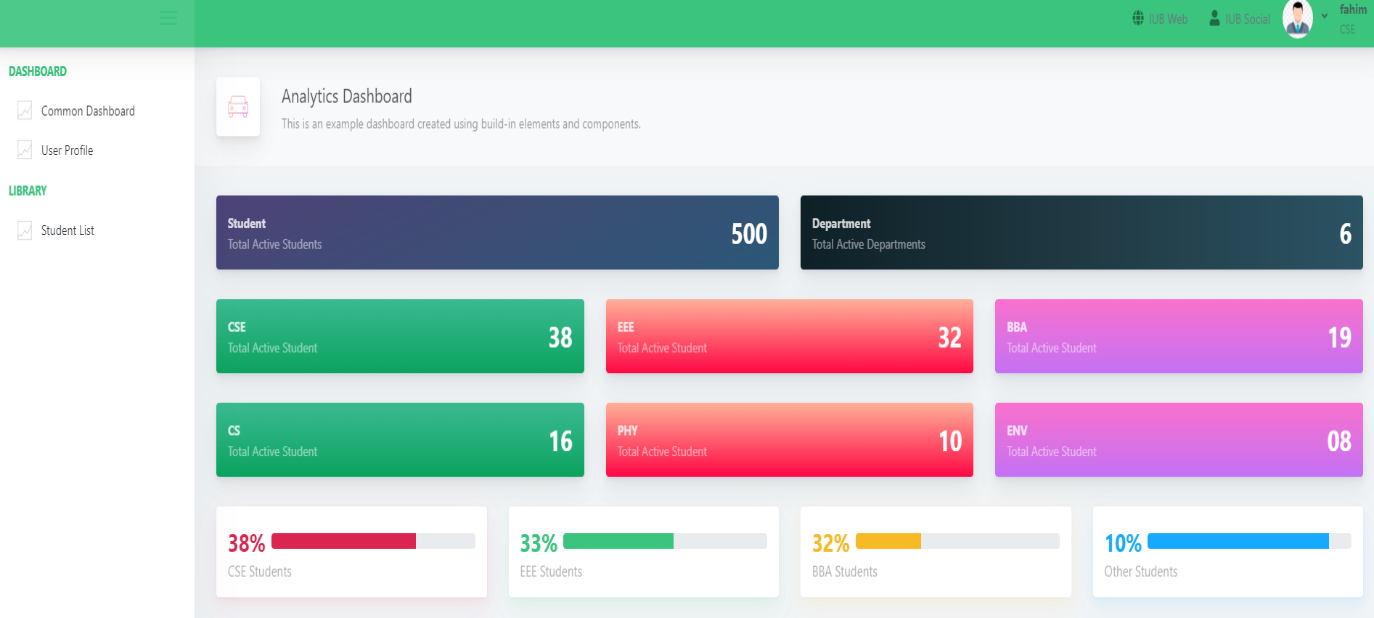 IUB Web
IUB Social
fahim
CSE
DASHBOARD
Common Dashboard
User Profile
LIBRARY
Student List
Analytics Dashboard
This is an example dashboard created using build-in elements and components.
Student
Total Active Students
500
Department
Total Active Departments
6
CSE
Total Active Student
38
EEE
Total Active Student
32
BBA
Total Active Student
19
CS
Total Active Student
16
PHY
Total Active Student
10
ENV
Total Active Student
08
38%
CSE Students
33%
EEE Students
32%
BBA Students
10%
Other Students